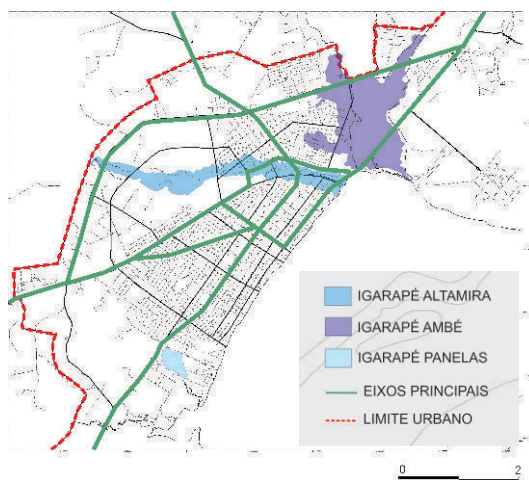 IGARAPÉ ALTAMIRA
IGARAPÉ AMBÉ
IGARAPÉ PANELAS
EIXOS PRINCIPAIS
LIMITE URBANO
0 2